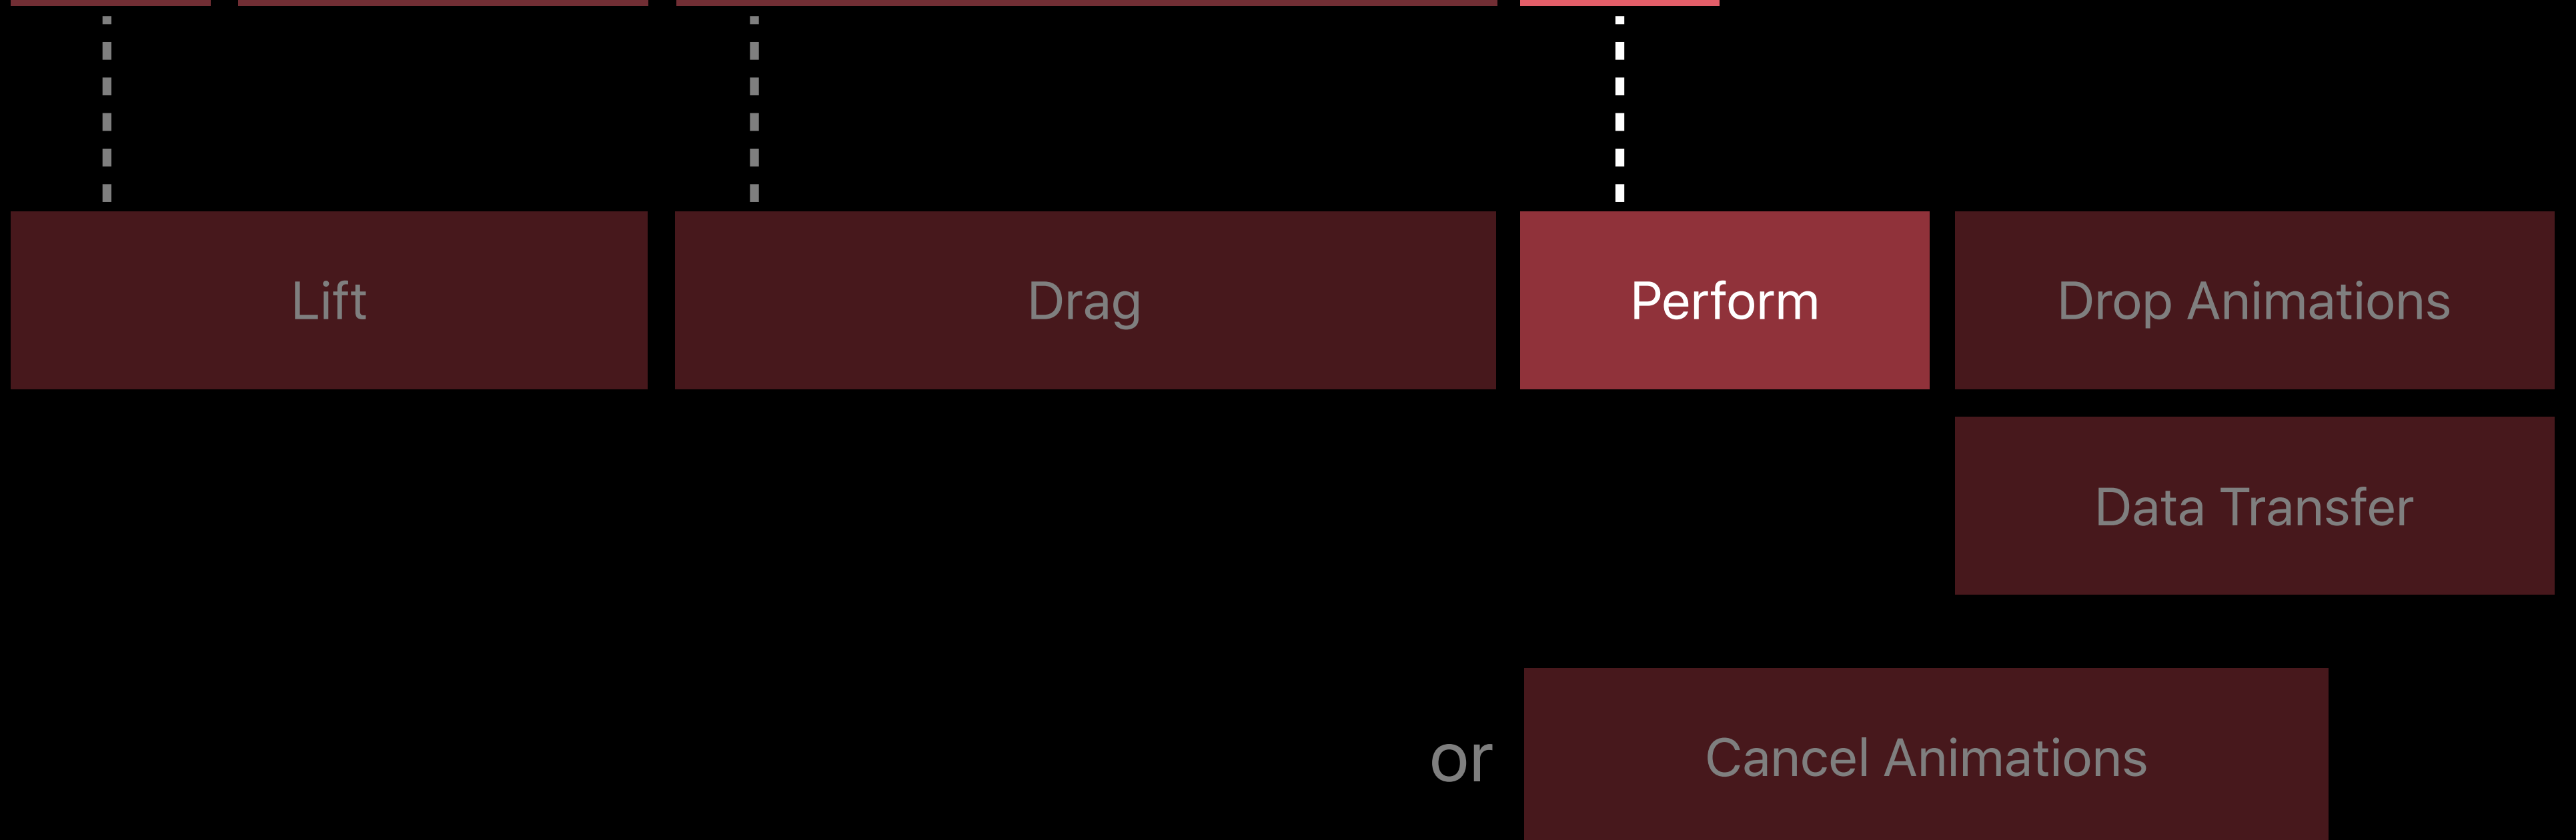 Lift
Drag
Perform
Drop Animations
Data Transfer
or
Cancel Animations